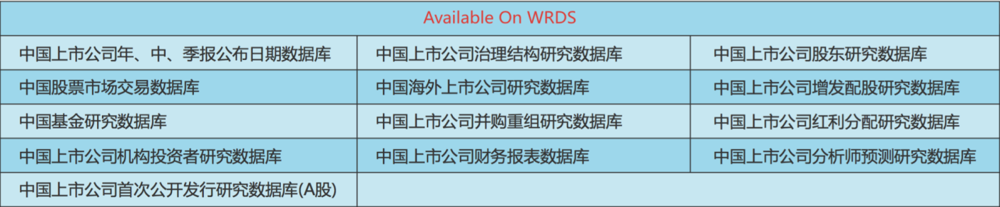 Available On WRDS
中国上市公司年、中、季报公布日期数据库
中国上市公司治理结构研究数据库
中国上市公司股东研究数据库
中国股票市场交易数据库
中国海外上市公司研究数据库
中国上市公司增发配股研究数据库
中国基金研究数据库
中国上市公司并购重组研究数据库
中国上市公司红利分配研究数据库
中国上市公司机构投资者研究数据库
中国上市公司财务报表数据库
中国上市公司分析师预测研究数据库
中国上市公司首次公开发行研究数据库(A股)